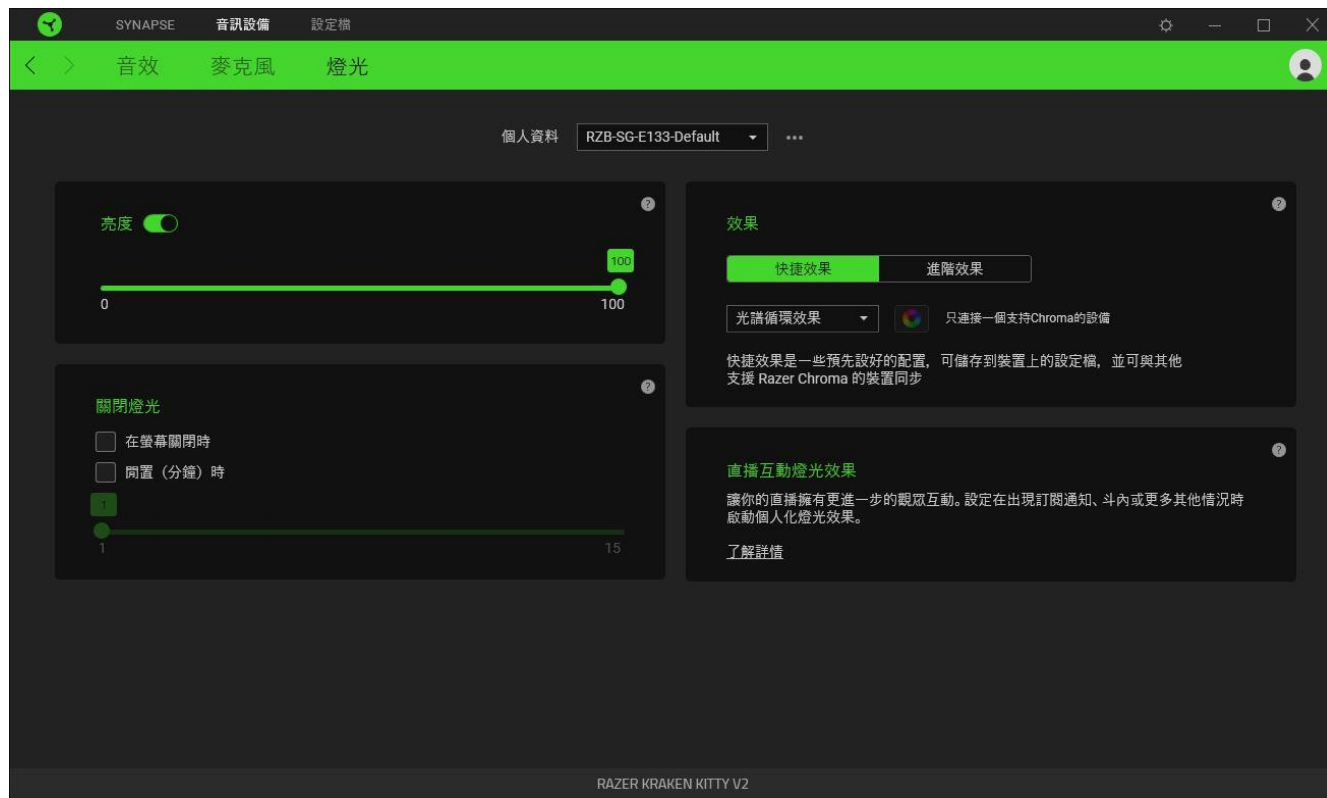 SYNAPSE 音訊設備 設定檔
音效 麥克風 燈光
個人資料 RZB-SG-E133-Default
亮度
100
0 100
關閉燈光
在螢幕關閉時
閒置（分鐘）時
1
1 15
效果
快捷效果 進階效果
光譜循環效果 只連接一個支持Chroma的設備
快捷效果是一些預先設好的配置，可儲存到裝置上的設定檔，並可與其他
支援 Razer Chroma 的裝置同步
直播互動燈光效果
讓你的直播擁有更進一步的觀眾互動。設定在出現訂閱通知、斗內或更多其他情況時
啟動個人化燈光效果。
了解詳情
RAZER KRAKEN KITTY V2